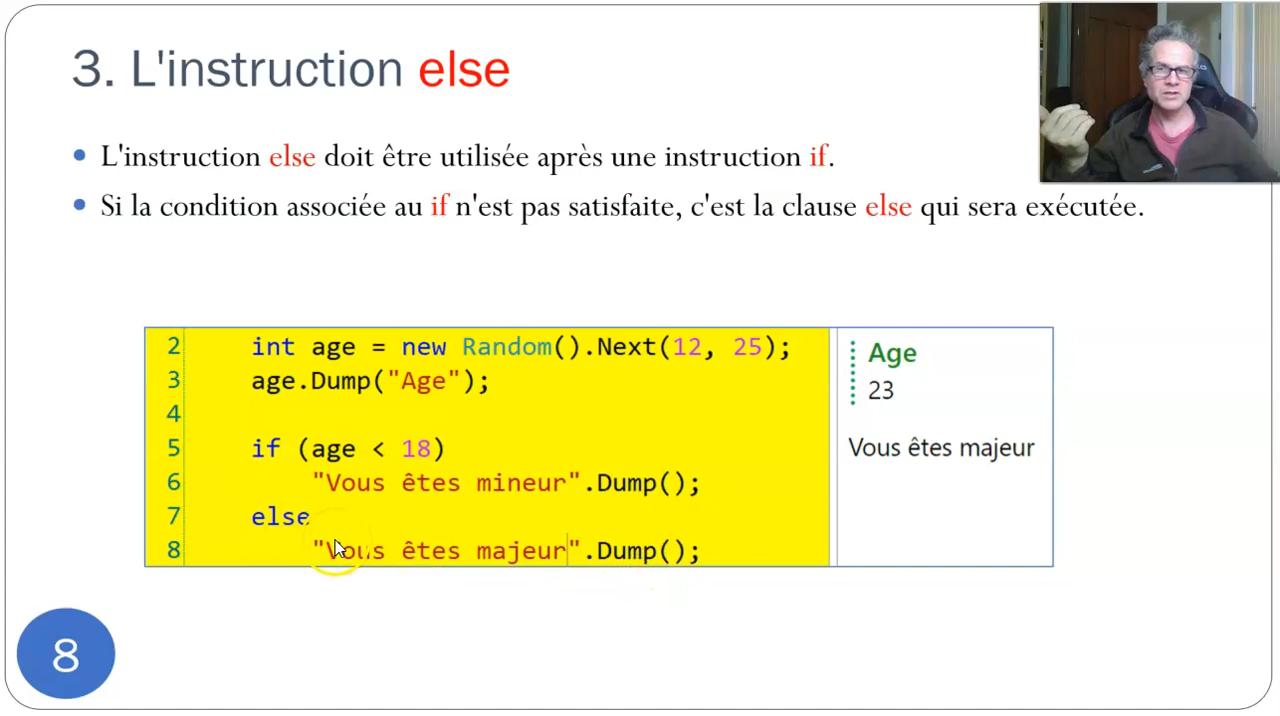 3. L'instruction else
L'instruction else doit être utilisée après une instruction if.
Si la condition associée au if n'est pas satisfaite, c'est la clause else qui sera exécutée.
2 int age = new Random().Next(12, 25);
3 age.Dump("Age");
4
5 if (age < 18)
6 "Vous êtes mineur".Dump();
7 else
8 "Vous êtes majeur".Dump();
Age
23
Vous êtes majeur
8